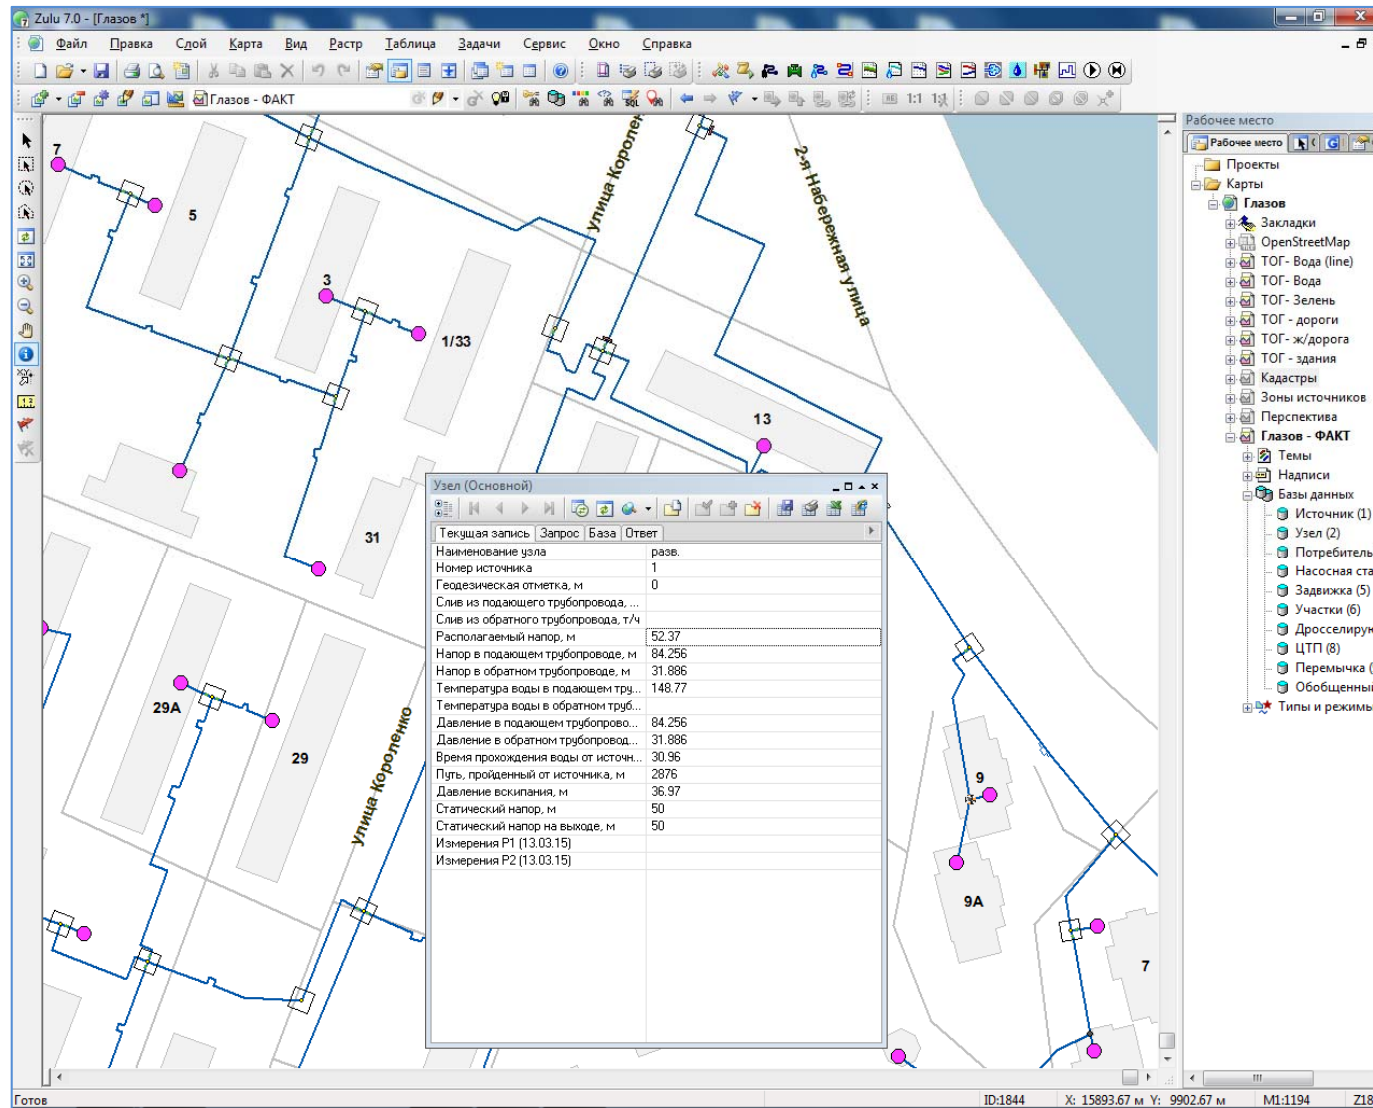 Zulu 7.0 - [Глазов *]
Файл Правка Слой Карта Вид Растр Таблица Задачи Сервис Окно Справка
Глазов - ФАКТ
1:1
Рабочее место
Рабочее место
Проекты
Карты
Глазов
Закладки
OpenStreetMap
ТОГ- Вода (line)
ТОГ- Вода
ТОГ- Зелень
ТОГ - дороги
ТОГ - ж/дорога
ТОГ - здания
Кадастры
Зоны источников
Перспектива
Глазов - ФАКТ
Темы
Надписи
Базы данных
Источник (1)
Узел (2)
Потребитель
Насосная ста
Задвижка (5)
Участки (6)
Дросселирую
ЦТП (8)
Перемычка (
Обобщенный
Типы и режимы
7
5
3
1/33
улица Короленко
2-я Набережная улица
13
31
29А
29
улица Короленко
9
9А
7
Узел (Основной)
Текущая запись Запрос База Ответ
Наименование узла разв.
Номер источника 1
Геодезическая отметка, м 0
Слив из подающего трубопровода, ...
Слив из обратного трубопровода, т/ч
Располагаемый напор, м 52.37
Напор в подающем трубопроводе, м 84.256
Напор в обратном трубопроводе, м 31.886
Температура воды в подающем тру... 148.77
Температура воды в обратном труб...
Давление в подающем трубопрово... 84.256
Давление в обратном трубопровод... 31.886
Время прохождения воды от источн... 30.96
Путь, пройденный от источника, м 2876
Давление вскипания, м 36.97
Статический напор, м 50
Статический напор на выходе, м 50
Измерения Р1 (13.03.15)
Измерения Р2 (13.03.15)
Готов ID:1844 X: 15893.67 м Y: 9902.67 м М1:1194 Z18